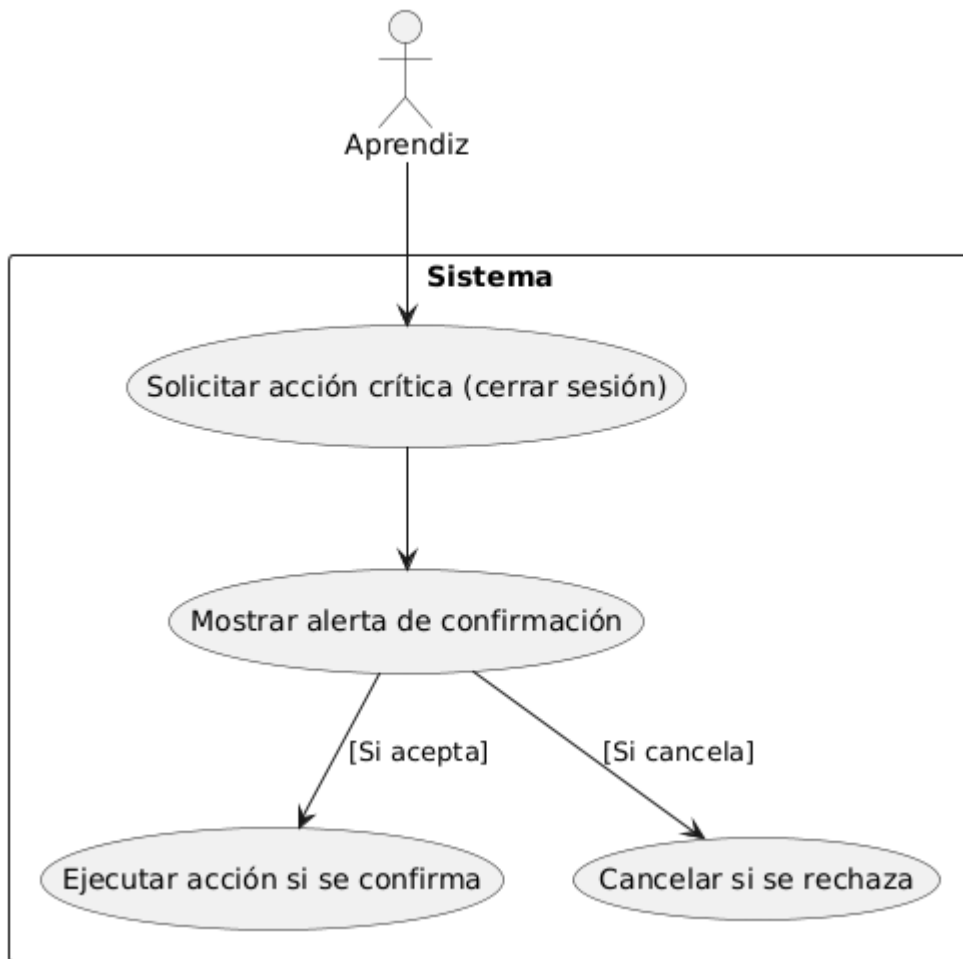 Aprendiz
Sistema
Solicitar acción crítica (cerrar sesión)
Mostrar alerta de confirmación
[Si acepta]
[Si cancela]
Ejecutar acción si se confirma
Cancelar si se rechaza